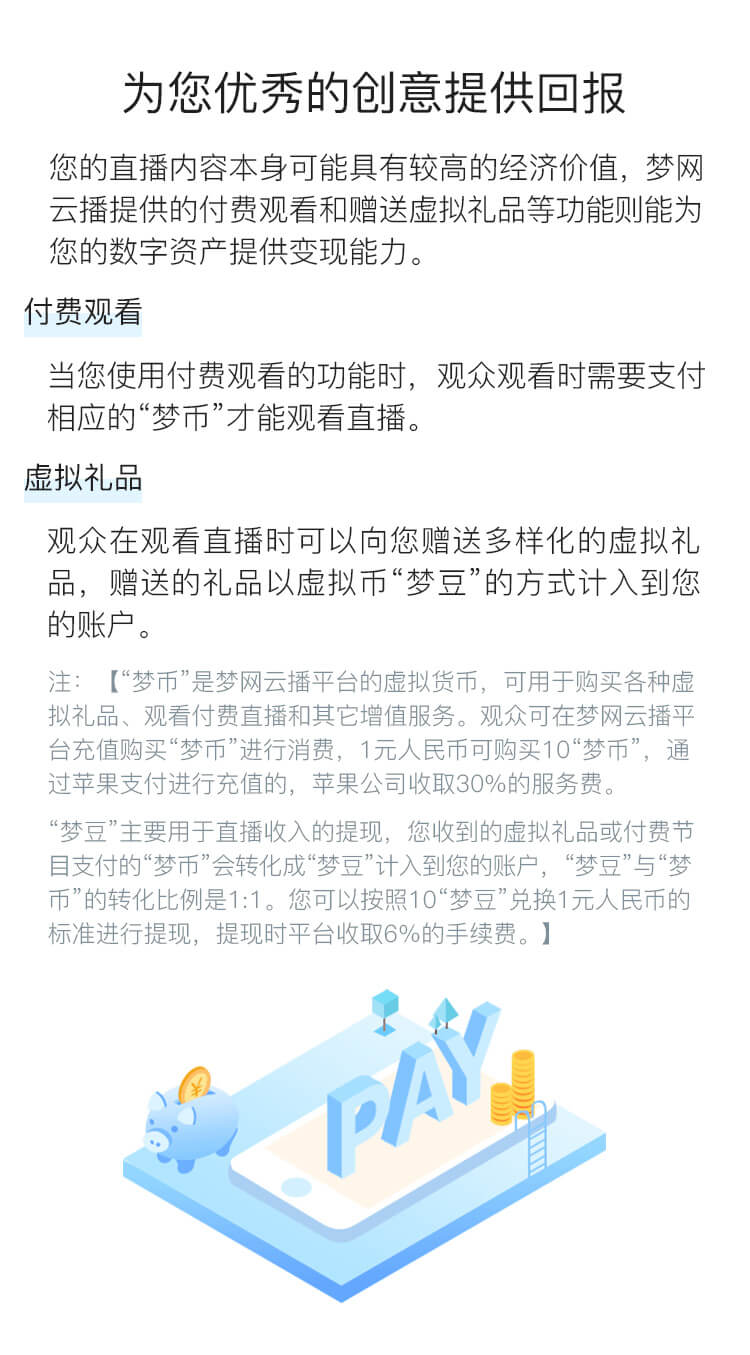 为您优秀的创意提供回报
您的直播内容本身可能具有较高的经济价值，梦网
云播提供的付费观看和赠送虚拟礼品等功能则能为
您的数字资产提供变现能力。
付费观看
当您使用付费观看的功能时，观众观看时需要支付
相应的“梦币”才能观看直播。
虚拟礼品
观众在观看直播时可以向您赠送多样化的虚拟礼
品，赠送的礼品以虚拟币“梦豆”的方式计入到您
的账户。
注：【“梦币”是梦网云播平台的虚拟货币，可用于购买各种虚
拟礼品、观看付费直播和其它增值服务。观众可在梦网云播平
台充值购买“梦币”进行消费，1元人民币可购买10“梦币”，通
过苹果支付进行充值的，苹果公司收取30%的服务费。
“梦豆”主要用于直播收入的提现，您收到的虚拟礼品或付费节
目支付的“梦币”会转化成“梦豆”计入到您的账户，“梦豆”与“梦
币”的转化比例是1:1。您可以按照10“梦豆”兑换1元人民币的
标准进行提现，提现时平台收取6%的手续费。】
¥
PAY